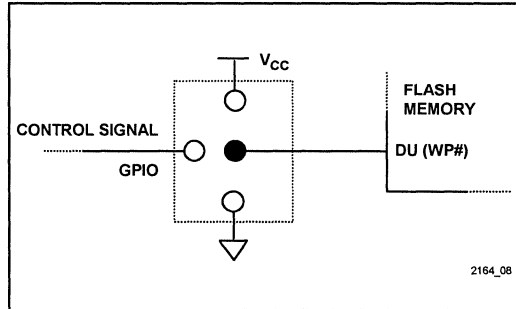 VCC
FLASH
MEMORY
CONTROL SIGNAL
DU (WP#)
GPIO
2164_08